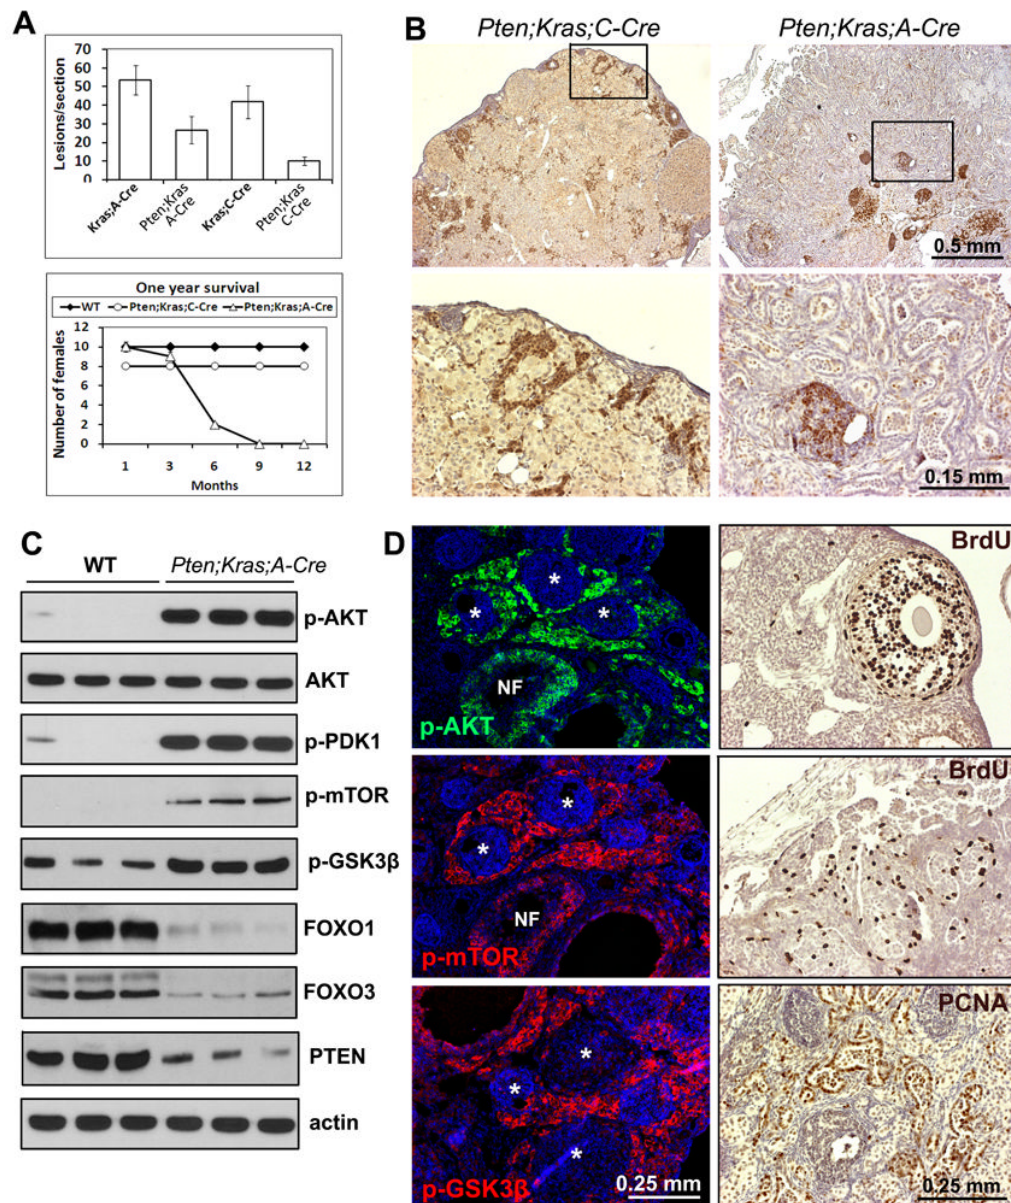 A
Lesions/section
70
60
50
40
30
20
10
0
Kras;A-Cre
Pten;Kras
A-Cre
Kras;C-Cre
Pten;Kras
C-Cre
One year survival
WT Pten;Kras;C-Cre Pten;Kras;A-Cre
Number of females
12
10
8
6
4
2
0
1 3 6 9 12
Months
B
Pten;Kras;C-Cre Pten;Kras;A-Cre
0.5 mm
0.15 mm
C
WT Pten;Kras;A-Cre
p-AKT
AKT
p-PDK1
p-mTOR
p-GSK3β
FOXO1
FOXO3
PTEN
actin
D
*
* *
NF
p-AKT
BrdU
*
*
NF
p-mTOR
BrdU
*
*
*
p-GSK3β
0.25 mm
PCNA
0.25 mm